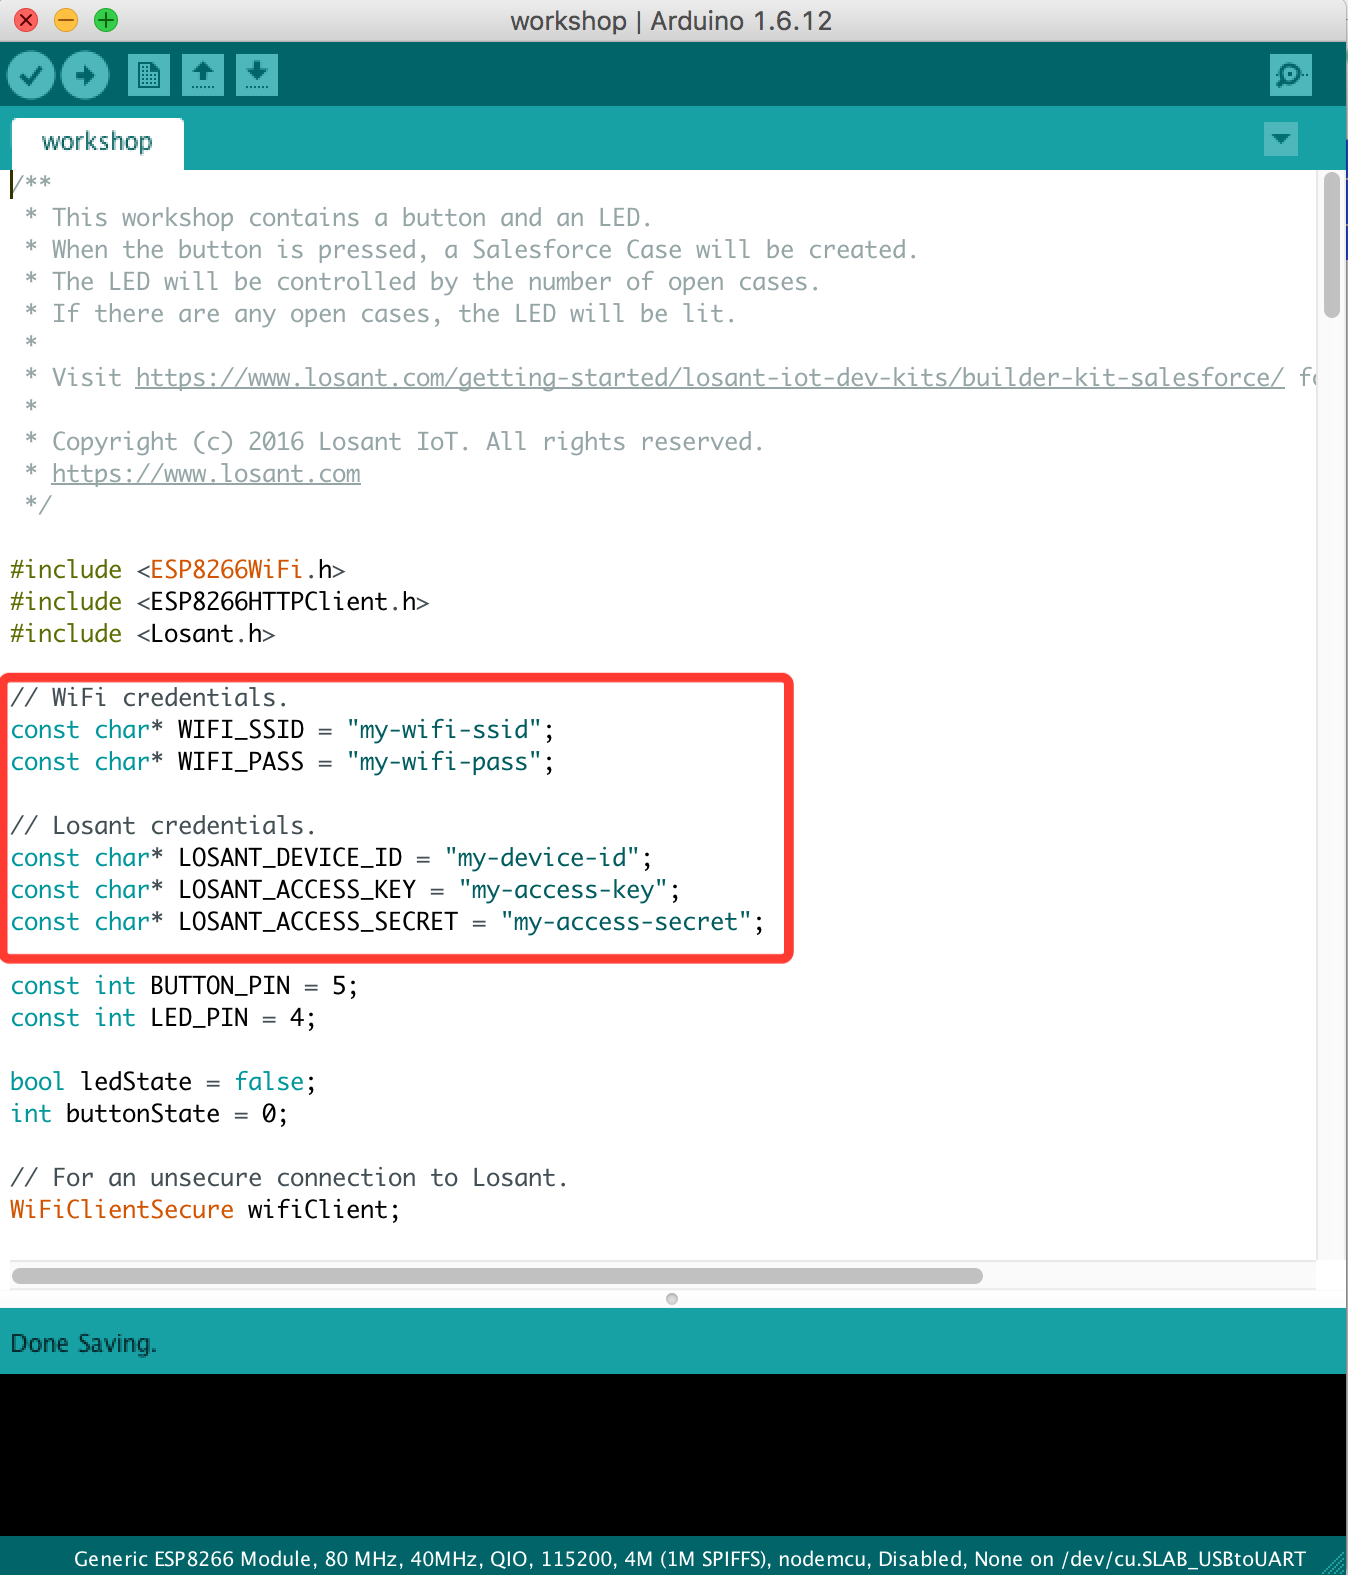 workshop | Arduino 1.6.12
workshop
/**
 * This workshop contains a button and an LED.
 * When the button is pressed, a Salesforce Case will be created.
 * The LED will be controlled by the number of open cases.
 * If there are any open cases, the LED will be lit.
 *
 * Visit https://www.losant.com/getting-started/losant-iot-dev-kits/builder-kit-salesforce/
 *
 * Copyright (c) 2016 Losant IoT. All rights reserved.
 * https://www.losant.com
 */
#include <ESP8266WiFi.h>
#include <ESP8266HTTPClient.h>
#include <Losant.h>
// WiFi credentials.
const char* WIFI_SSID = "my-wifi-ssid";
const char* WIFI_PASS = "my-wifi-pass";
// Losant credentials.
const char* LOSANT_DEVICE_ID = "my-device-id";
const char* LOSANT_ACCESS_KEY = "my-access-key";
const char* LOSANT_ACCESS_SECRET = "my-access-secret";
const int BUTTON_PIN = 5;
const int LED_PIN = 4;
bool ledState = false;
int buttonState = 0;
// For an unsecure connection to Losant.
WiFiClientSecure wifiClient;
Done Saving.
Generic ESP8266 Module, 80 MHz, 40MHz, QIO, 115200, 4M (1M SPIFFS), nodemcu, Disabled, None on /dev/cu.SLAB_USBtoUART